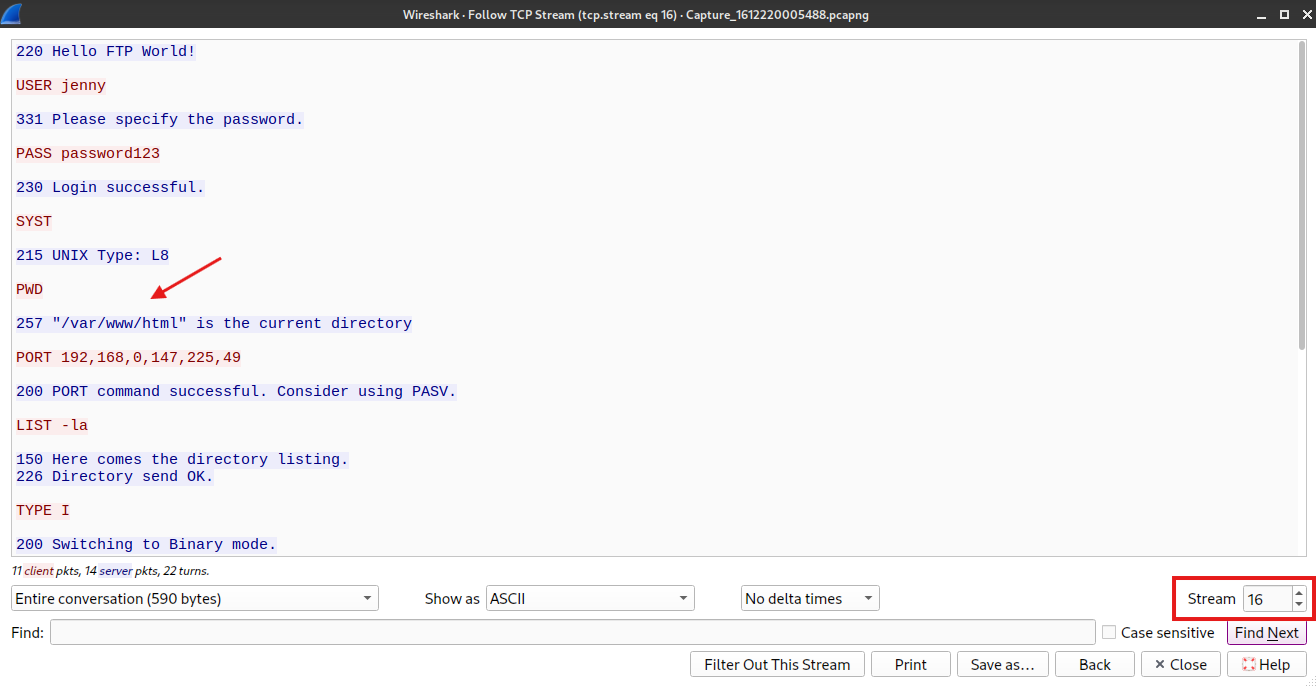 Wireshark · Follow TCP Stream (tcp.stream eq 16) · Capture_1612220005488.pcapng
220 Hello FTP World!
USER jenny
331 Please specify the password.
PASS password123
230 Login successful.
SYST
215 UNIX Type: L8
PWD
257 "/var/www/html" is the current directory
PORT 192,168,0,147,225,49
200 PORT command successful. Consider using PASV.
LIST -la
150 Here comes the directory listing.
226 Directory send OK.
TYPE I
200 Switching to Binary mode.
11 client pkts, 14 server pkts, 22 turns.
Entire conversation (590 bytes) Show as ASCII No delta times Stream 16
Find: Case sensitive Find Next
Filter Out This Stream Print Save as… Back Close Help